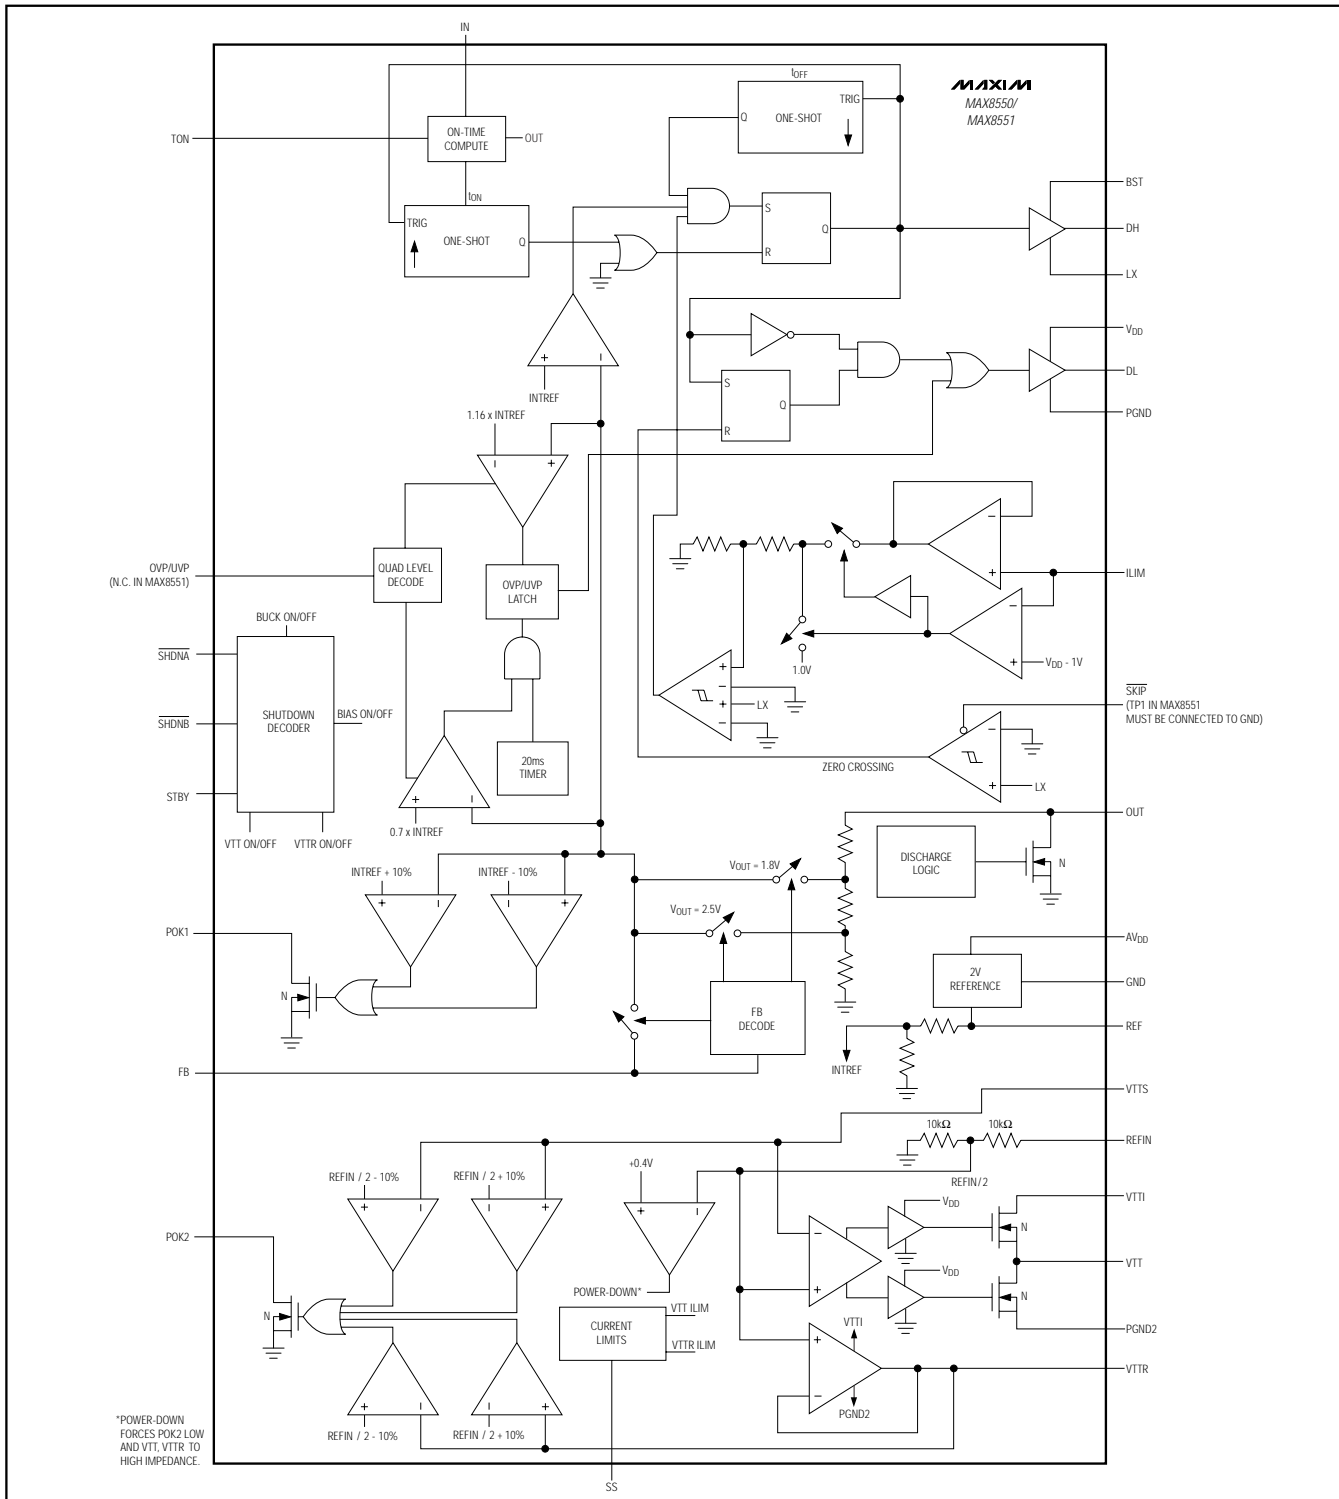 IN
tOFF
MAXIM
MAX8550/
MAX8551
TRIG
Q
ONE-SHOT
TON
ON-TIME
COMPUTE
OUT
tON
TRIG
ONE-SHOT
Q
S
Q
R
BST
DH
LX
VDD
DL
PGND
+
−
INTREF
S
Q
R
1.16 x INTREF
−
+
OVP/UVP
(N.C. IN MAX8551)
QUAD LEVEL
DECODE
OVP/UVP
LATCH
−
+
ILIM
−
+
VDD - 1V
1.0V
BUCK ON/OFF
SHDNA
SHDNB
STBY
SHUTDOWN
DECODER
BIAS ON/OFF
VTT ON/OFF
VTTR ON/OFF
20ms
TIMER
+
−
0.7 x INTREF
+
−
+
−
LX
SKIP
(TP1 IN MAX8551
MUST BE CONNECTED TO GND)
ZERO CROSSING
−
+
LX
OUT
DISCHARGE
LOGIC
N
INTREF + 10%
INTREF - 10%
+
−
−
+
VOUT = 1.8V
VOUT = 2.5V
POK1
N
FB
DECODE
FB
AVDD
2V
REFERENCE
GND
REF
INTREF
VTTS
10kΩ
10kΩ
REFIN
REFIN/2
REFIN / 2 - 10%
REFIN / 2 + 10%
+0.4V
+
−
−
+
+
−
POK2
N
POWER-DOWN*
CURRENT
LIMITS
VTT ILIM
VTTR ILIM
−
+
VDD
VDD
N
N
VTTI
VTT
PGND2
+
−
VTTI
PGND2
VTTR
+
−
−
+
REFIN / 2 - 10%
REFIN / 2 + 10%
*POWER-DOWN
FORCES POK2 LOW
AND VTT, VTTR TO
HIGH IMPEDANCE.
SS